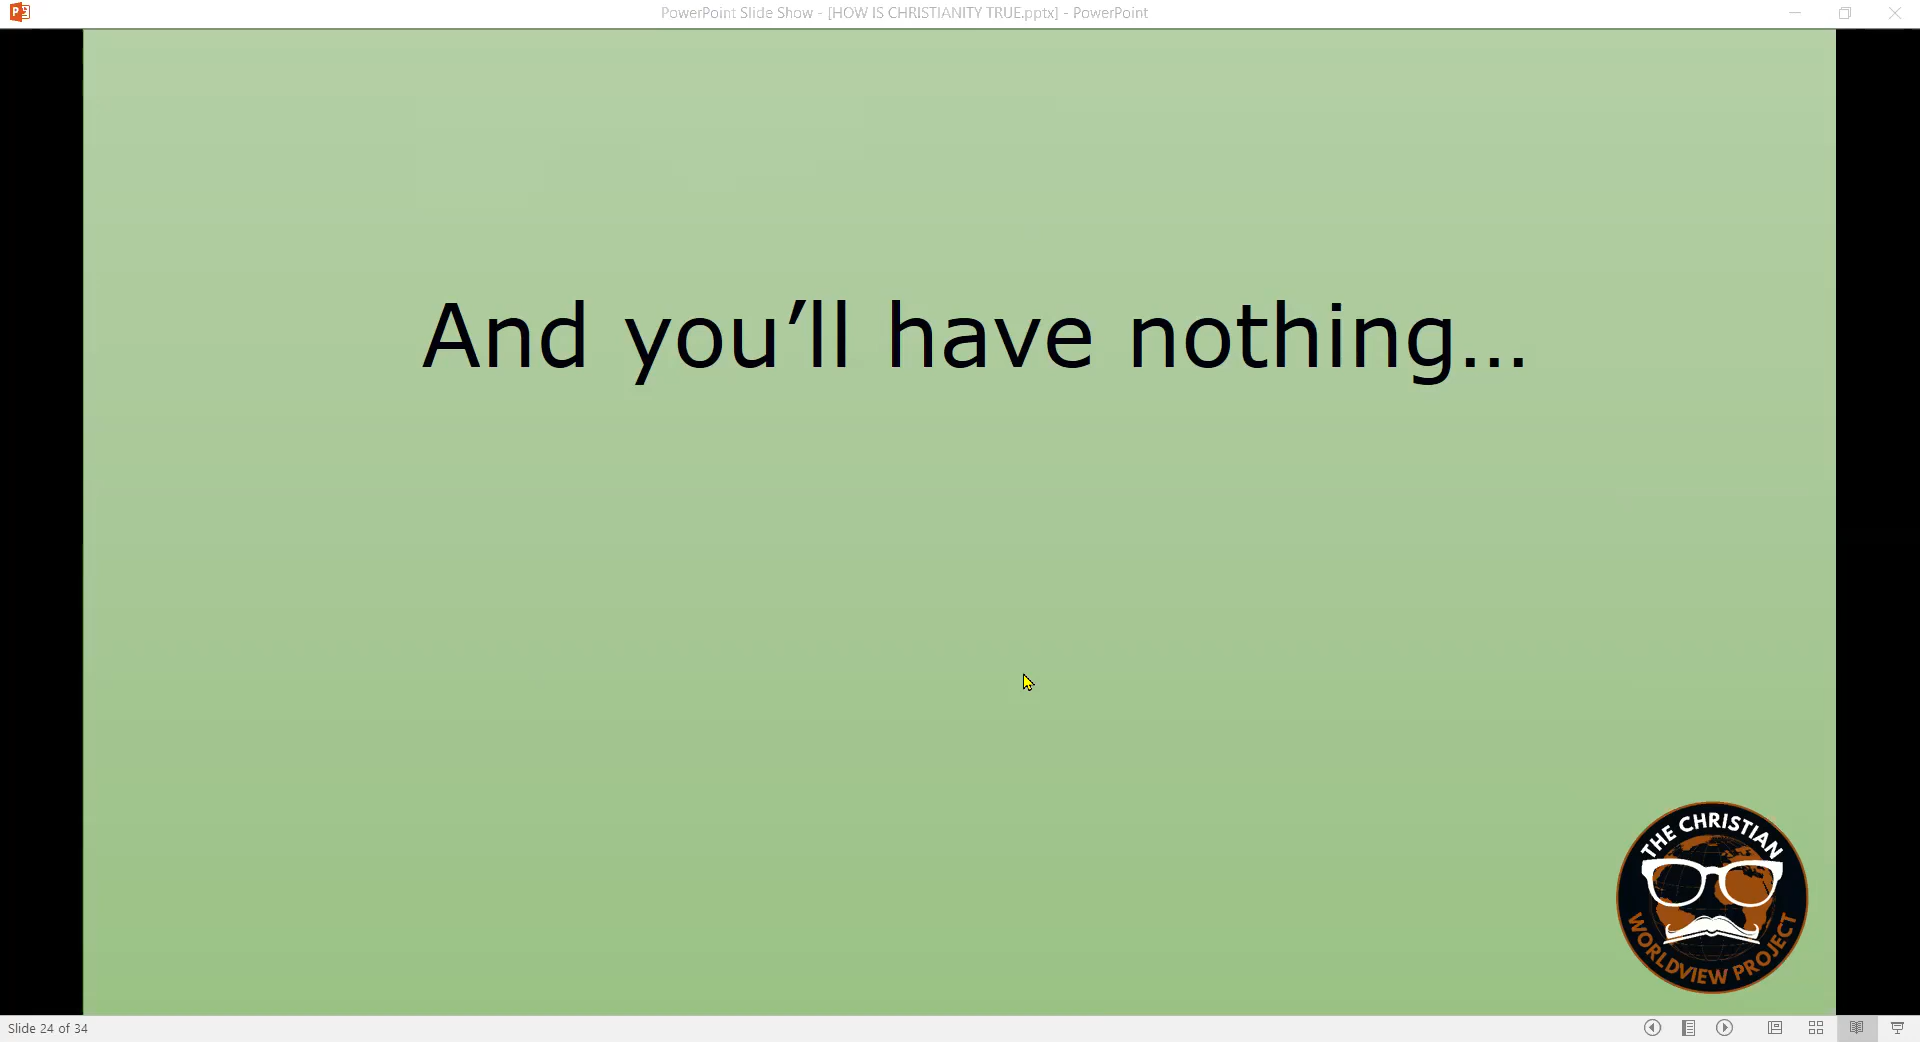 PowerPoint Slide Show - [HOW IS CHRISTIANITY TRUE.pptx] - PowerPoint
And you’ll have nothing...
THE CHRISTIAN
WORLDVIEW PROJECT
Slide 24 of 34